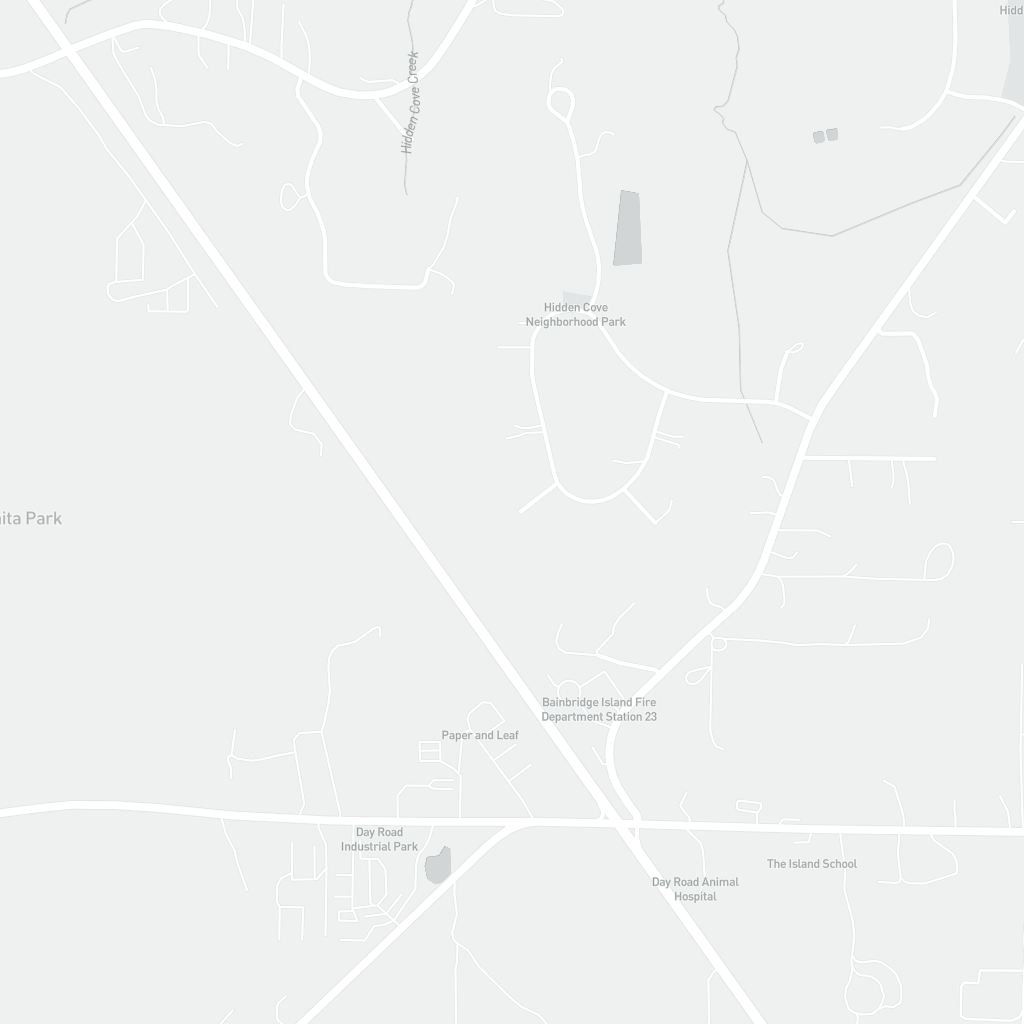 Hidd
Hidden Cove Creek
Hidden Cove
Neighborhood Park
ita Park
Bainbridge Island Fire
Department Station 23
Paper and Leaf
Day Road
Industrial Park
The Island School
Day Road Animal
Hospital